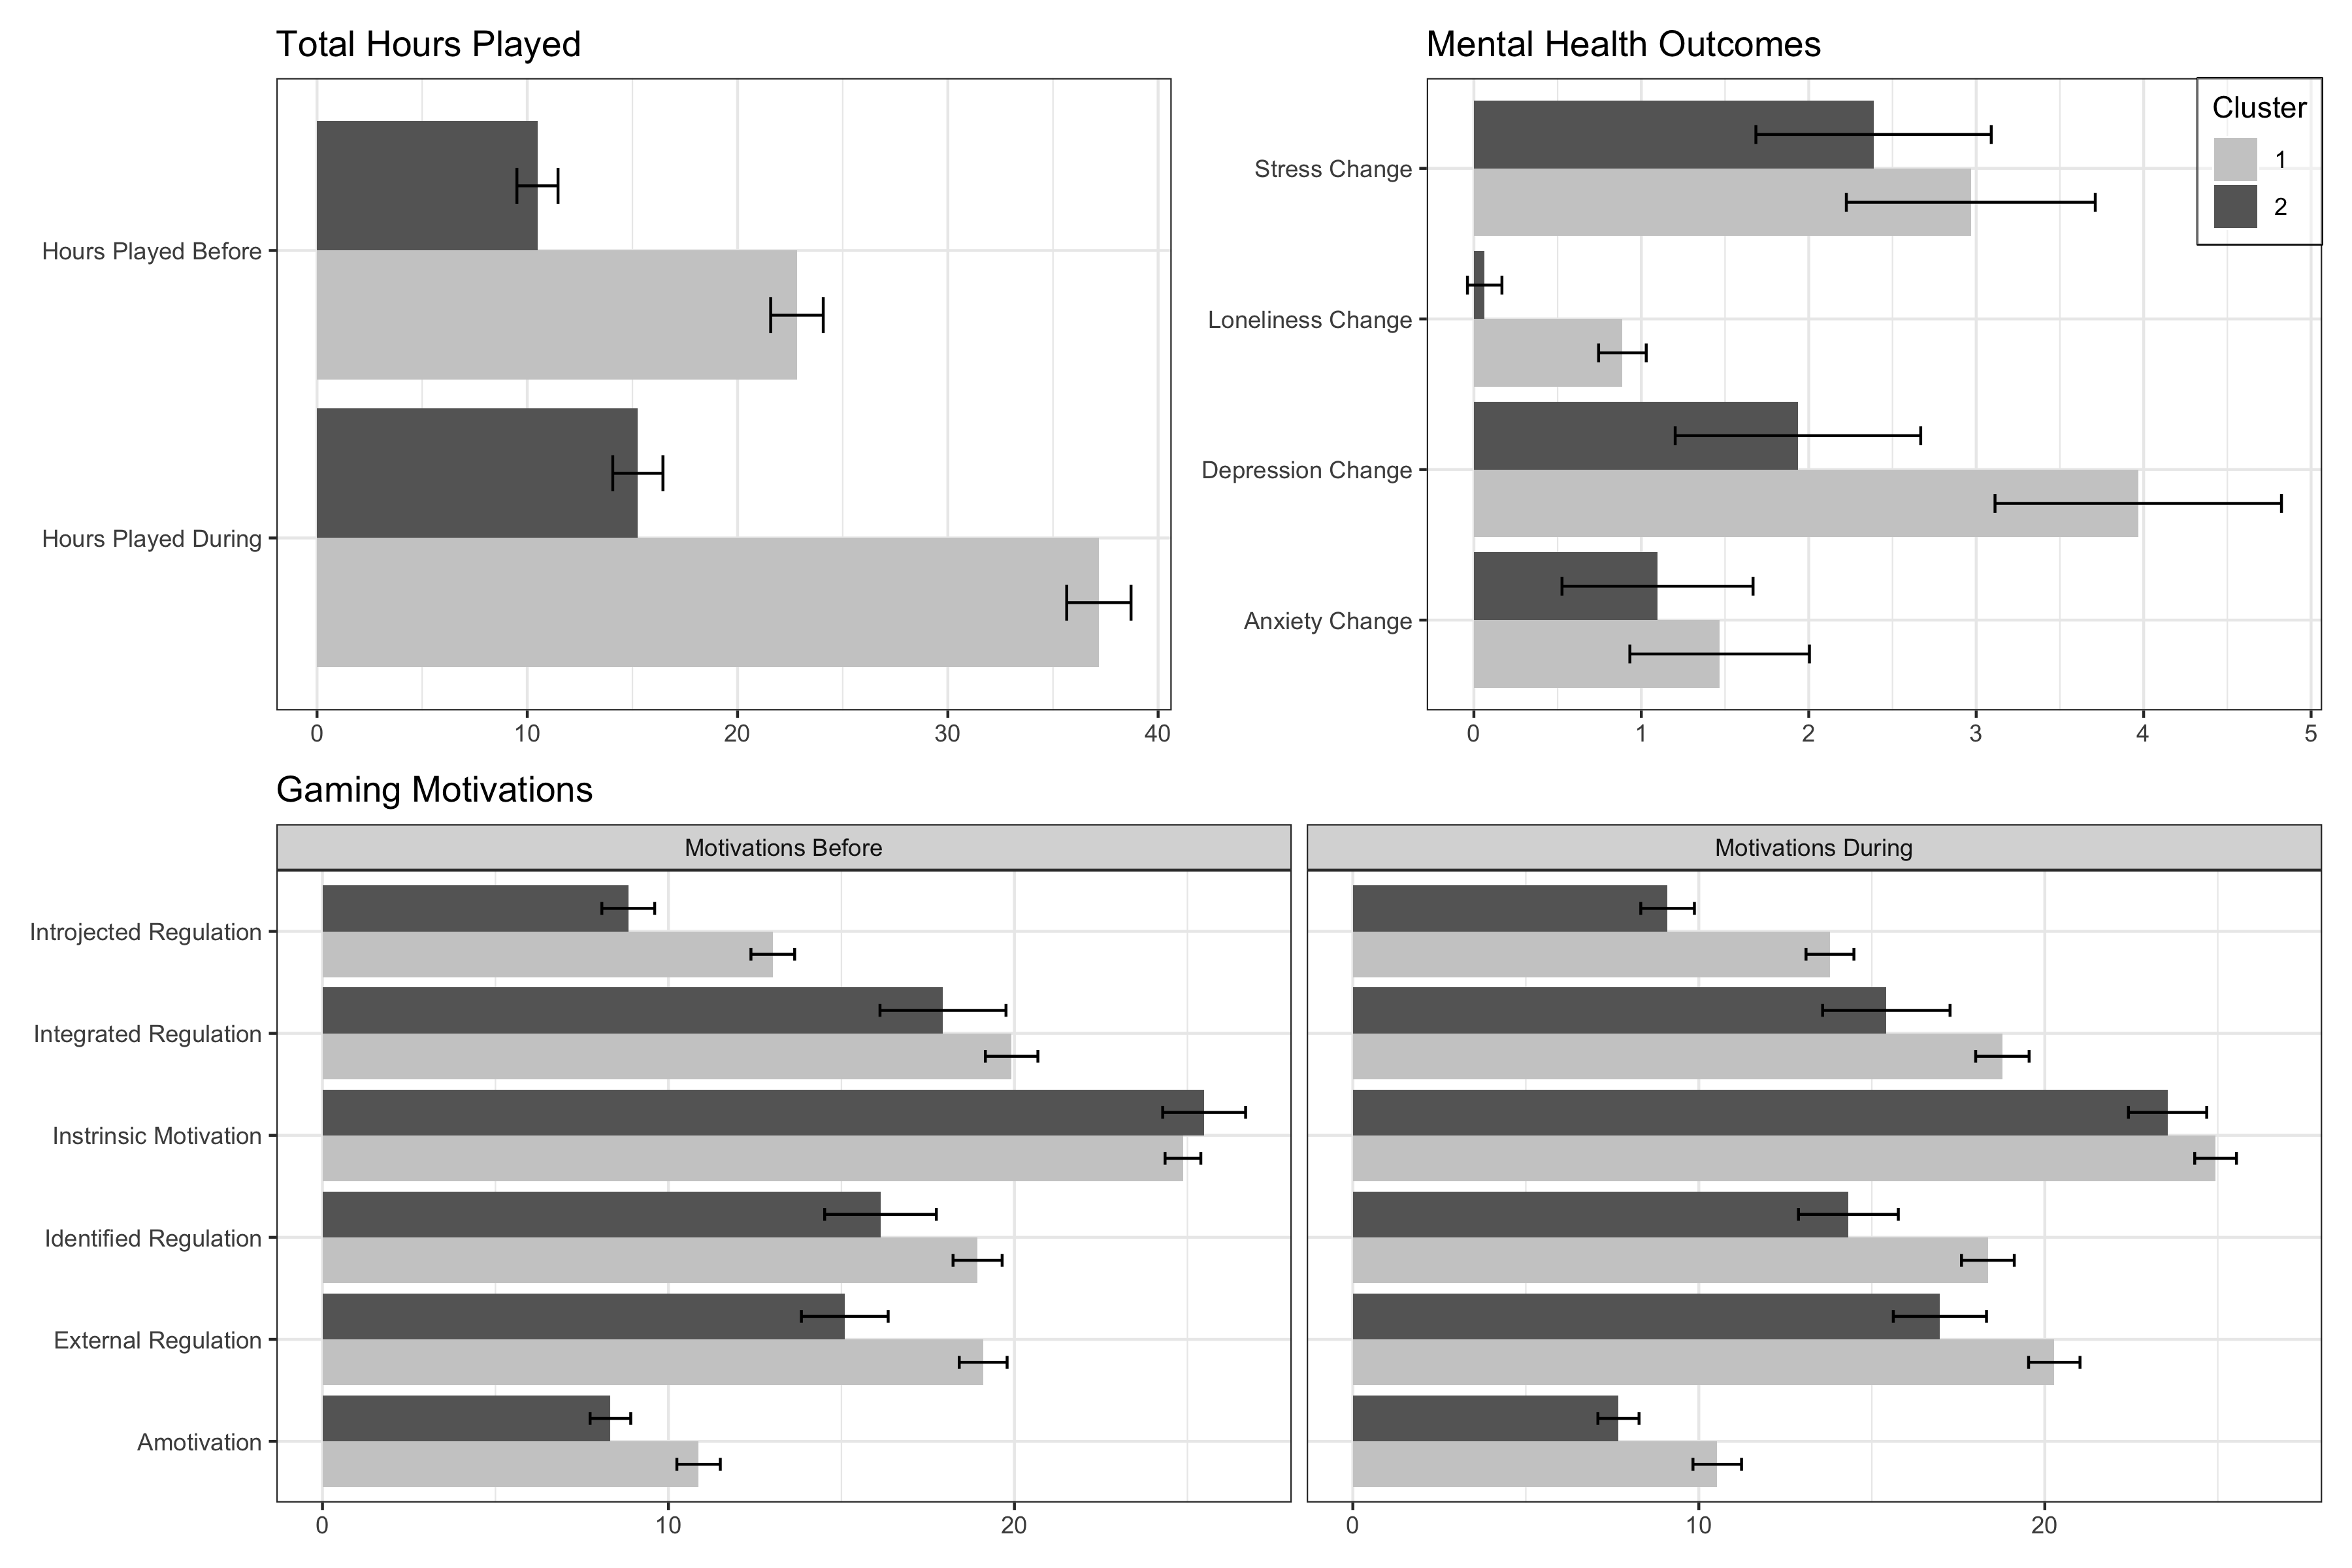 Total Hours Played
Hours Played Before
Hours Played During
0 10 20 30 40
Mental Health Outcomes
Cluster
1
2
Stress Change
Loneliness Change
Depression Change
Anxiety Change
0 1 2 3 4 5
Gaming Motivations
Motivations Before
Motivations During
Introjected Regulation
Integrated Regulation
Instrinsic Motivation
Identified Regulation
External Regulation
Amotivation
0 10 20
0 10 20